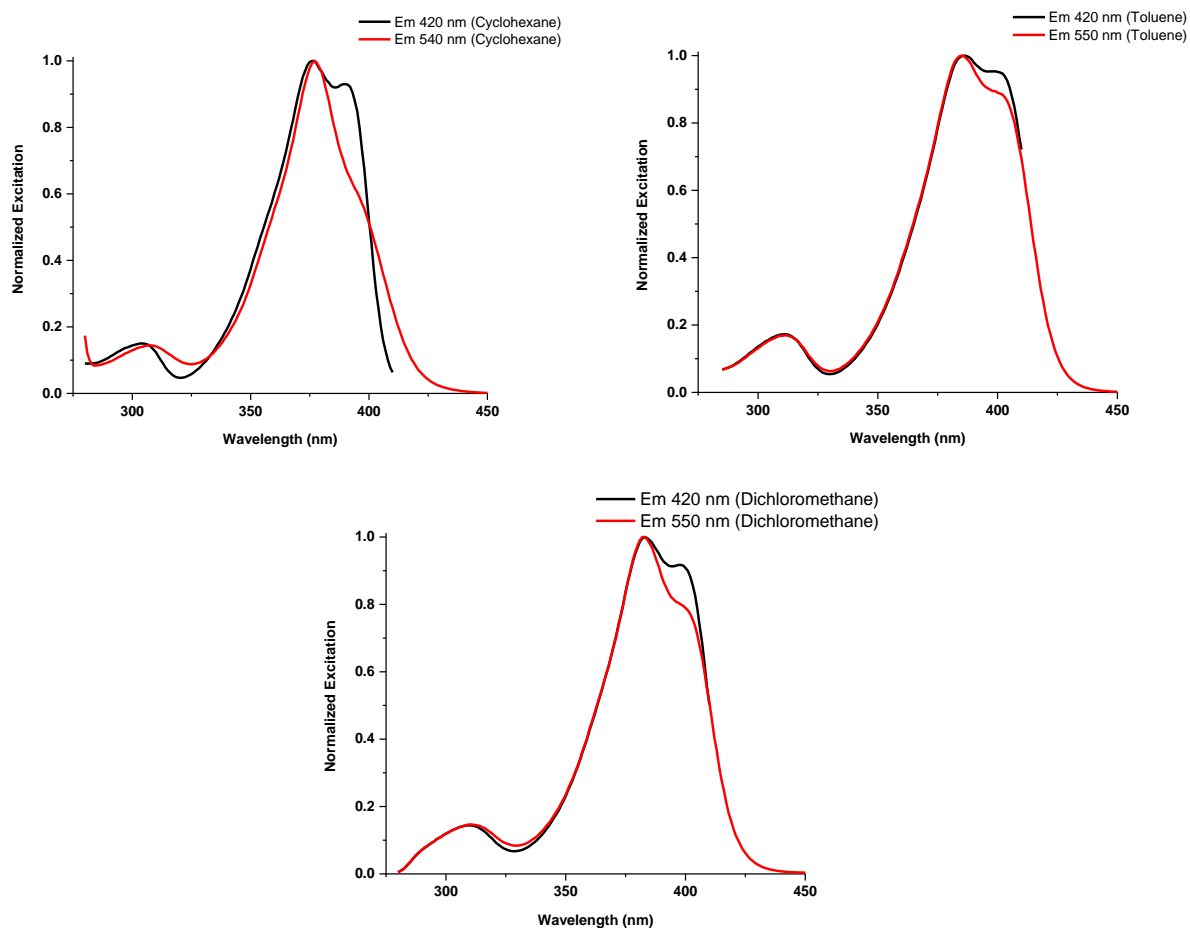 Em 420 nm (Cyclohexane)
Em 540 nm (Cyclohexane)
1.0
0.8
0.6
0.4
0.2
0.0
300
350
400
450
Normalized Excitation
Wavelength (nm)
Em 420 nm (Toluene)
Em 550 nm (Toluene)
1.0
0.8
0.6
0.4
0.2
0.0
300
350
400
450
Normalized Excitation
Wavelength (nm)
Em 420 nm (Dichloromethane)
Em 550 nm (Dichloromethane)
1.0
0.8
0.6
0.4
0.2
0.0
300
350
400
450
Normalized Excitation
Wavelength (nm)